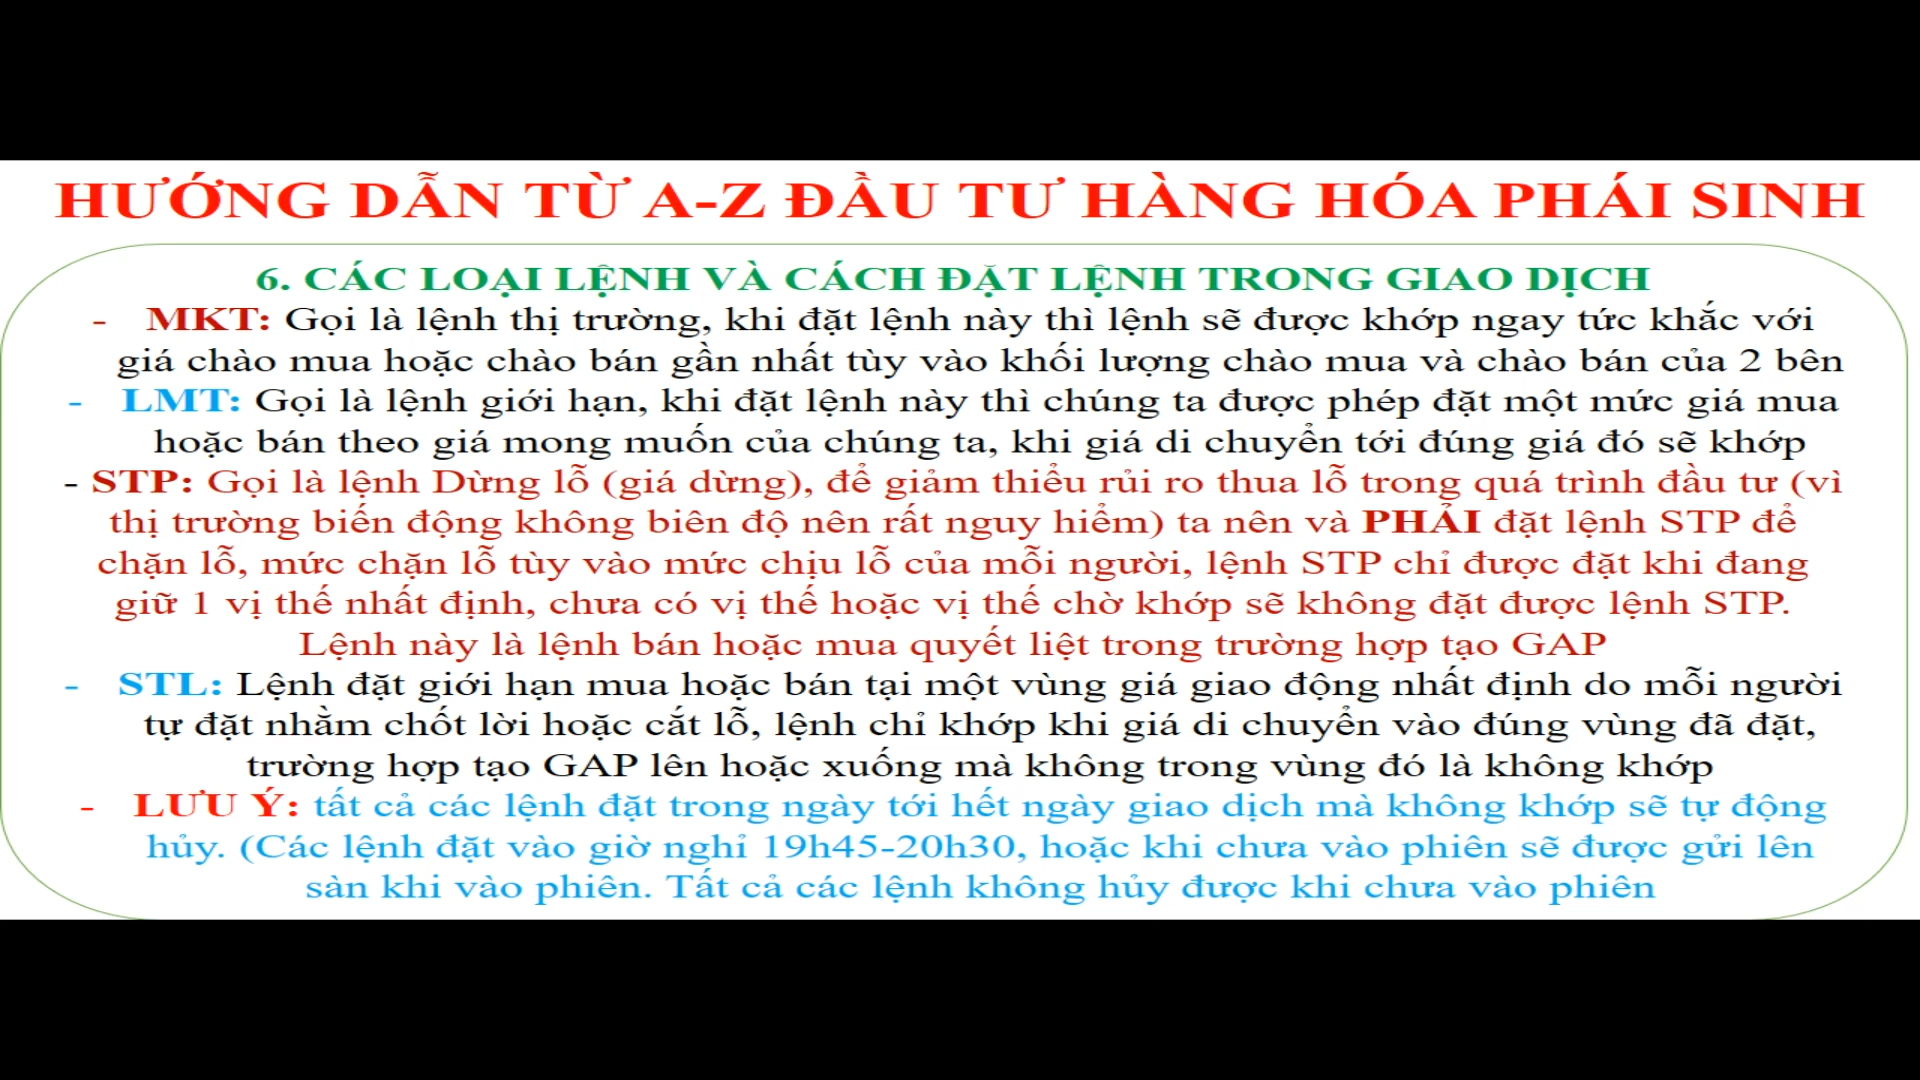 HƯỚNG DẪN TỪ A-Z ĐẦU TƯ HÀNG HÓA PHÁI SINH
6. CÁC LOẠI LỆNH VÀ CÁCH ĐẶT LỆNH TRONG GIAO DỊCH
- MKT: Gọi là lệnh thị trường, khi đặt lệnh này thì lệnh sẽ được khớp ngay tức khắc với
giá chào mua hoặc chào bán gần nhất tùy vào khối lượng chào mua và chào bán của 2 bên
- LMT: Gọi là lệnh giới hạn, khi đặt lệnh này thì chúng ta được phép đặt một mức giá mua
hoặc bán theo giá mong muốn của chúng ta, khi giá di chuyển tới đúng giá đó sẽ khớp
- STP: Gọi là lệnh Dừng lỗ (giá dừng), để giảm thiểu rủi ro thua lỗ trong quá trình đầu tư (vì
thị trường biến động không biên độ nên rất nguy hiểm) ta nên và PHẢI đặt lệnh STP để
chặn lỗ, mức chặn lỗ tùy vào mức chịu lỗ của mỗi người, lệnh STP chỉ được đặt khi đang
giữ 1 vị thế nhất định, chưa có vị thế hoặc vị thế chờ khớp sẽ không đặt được lệnh STP.
Lệnh này là lệnh bán hoặc mua quyết liệt trong trường hợp tạo GAP
- STL: Lệnh đặt giới hạn mua hoặc bán tại một vùng giá giao động nhất định do mỗi người
tự đặt nhằm chốt lời hoặc cắt lỗ, lệnh chỉ khớp khi giá di chuyển vào đúng vùng đã đặt,
trường hợp tạo GAP lên hoặc xuống mà không trong vùng đó là không khớp
- LƯU Ý: tất cả các lệnh đặt trong ngày tới hết ngày giao dịch mà không khớp sẽ tự động
hủy. (Các lệnh đặt vào giờ nghỉ 19h45-20h30, hoặc khi chưa vào phiên sẽ được gửi lên
sàn khi vào phiên. Tất cả các lệnh không hủy được khi chưa vào phiên